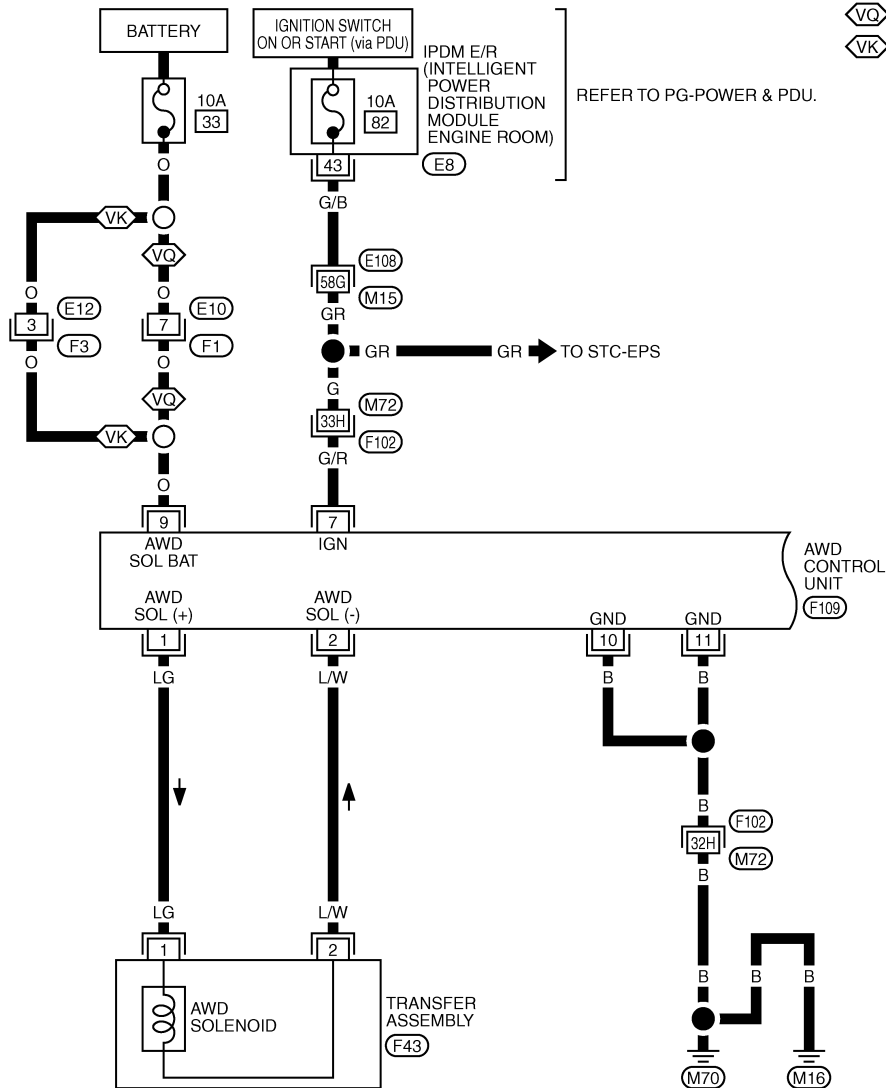 BATTERY
IGNITION SWITCH
ON OR START (via PDU)
VQ
VK
10A
33
10A
82
IPDM E/R
(INTELLIGENT
POWER
DISTRIBUTION
MODULE
ENGINE ROOM)
REFER TO PG-POWER & PDU.
43
E8
O
G/B
VK
VQ
58G
E108
M15
O
O
GR
3
E12
F3
7
E10
F1
GR
GR
TO STC-EPS
O
O
G
VQ
33H
M72
F102
VK
G/R
O
9
7
AWD
SOL BAT
IGN
AWD
CONTROL
UNIT
F109
AWD
SOL (+)
AWD
SOL (-)
GND
GND
1
2
10
11
LG
L/W
B
B
B
32H
F102
M72
B
LG
L/W
1
2
B
B
B
AWD
SOLENOID
TRANSFER
ASSEMBLY
F43
M70
M16